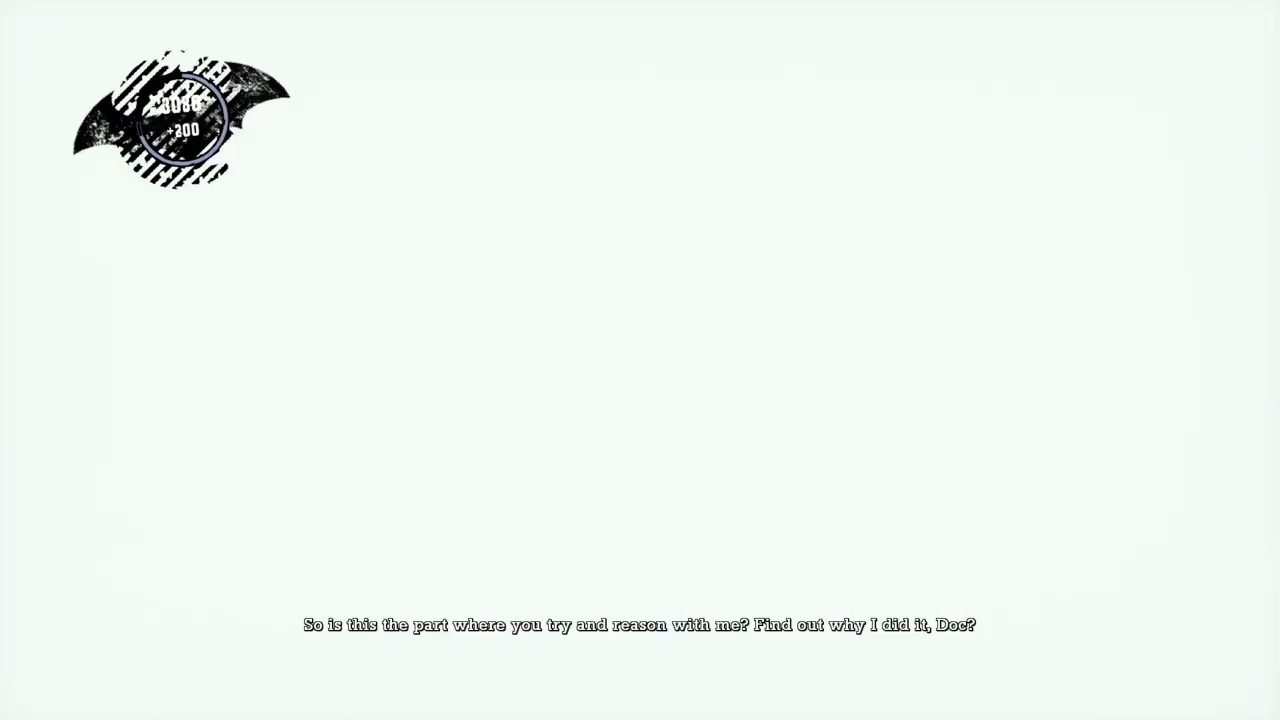 +200
So is this the part where you try and reason with me? Find out why I did it, Doc?